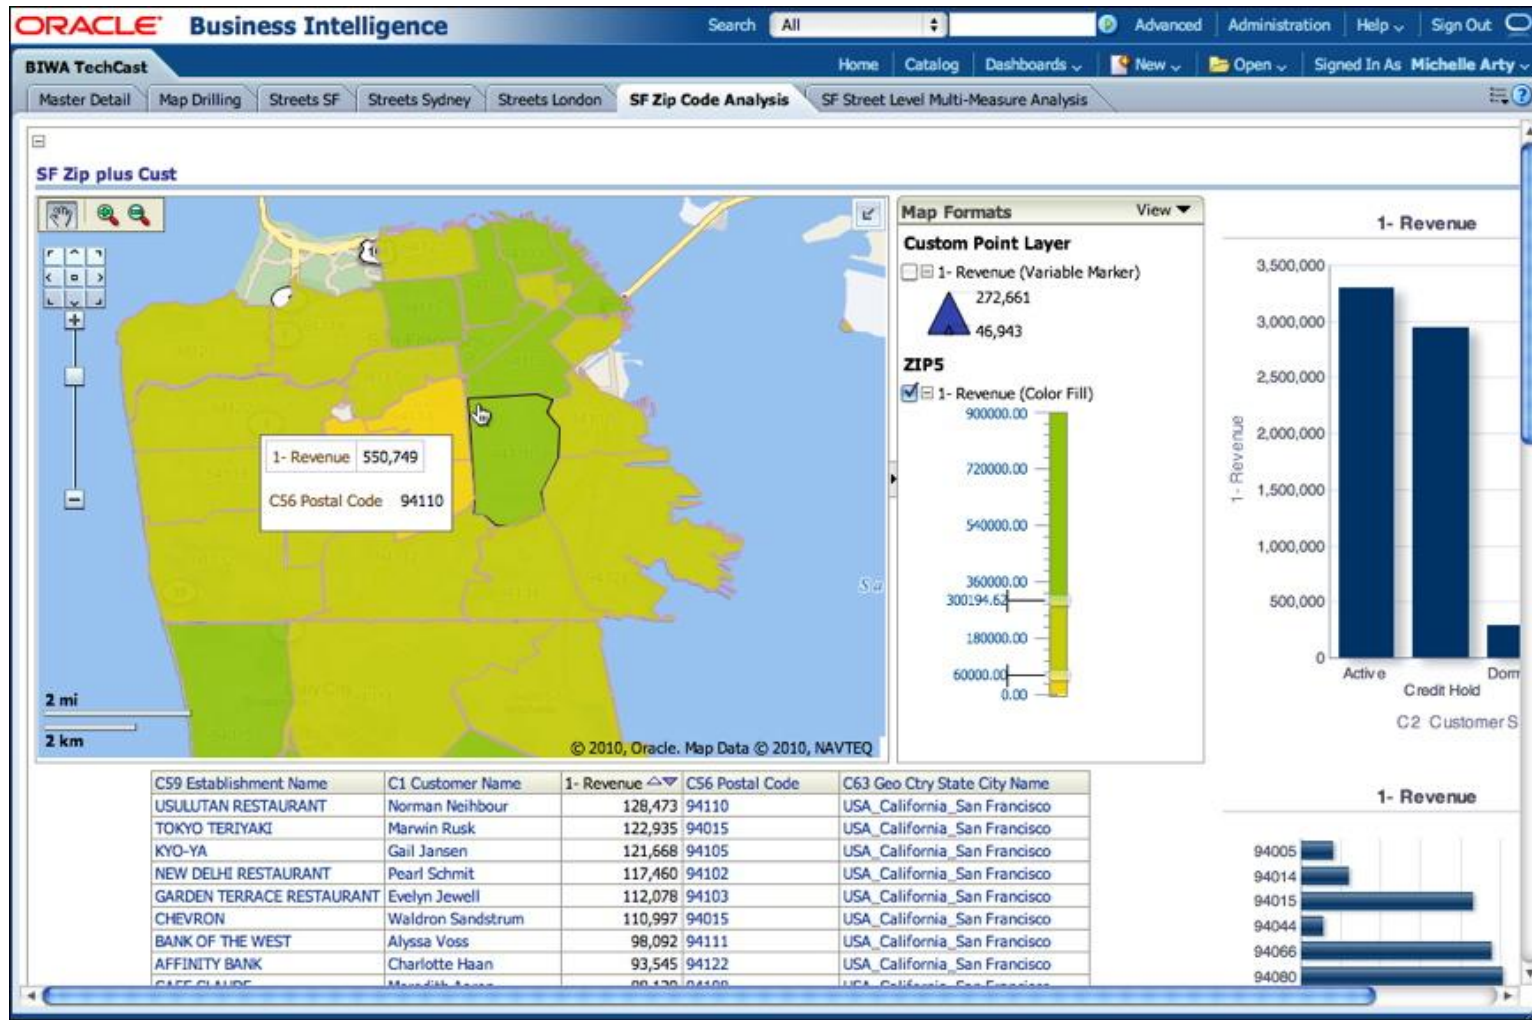 ORACLE Business Intelligence
Search All Advanced Administration Help Sign Out
BIWA TechCast
Home Catalog Dashboards New Open Signed In As Michelle Arty
Master Detail Map Drilling Streets SF Streets Sydney Streets London SF Zip Code Analysis SF Street Level Multi-Measure Analysis
SF Zip plus Cust
1- Revenue 550,749
C56 Postal Code 94110
Sa
2 mi
2 km
© 2010, Oracle. Map Data © 2010, NAVTEQ
Map Formats View
Custom Point Layer
1- Revenue (Variable Marker)
272,661
46,943
ZIP5
1- Revenue (Color Fill)
900000.00
720000.00
540000.00
360000.00
300194.62
180000.00
60000.00
0.00
1- Revenue
3,500,000
3,000,000
2,500,000
2,000,000
1,500,000
1,000,000
500,000
0
1- Revenue
Active
Credit Hold
Dorm
C2 Customer S
C59 Establishment Name C1 Customer Name 1- Revenue C56 Postal Code C63 Geo Ctry State City Name
USULUTAN RESTAURANT Norman Neihbour 128,473 94110 USA_California_San Francisco
TOKYO TERIYAKI Marwin Rusk 122,935 94015 USA_California_San Francisco
KYO-YA Gail Jansen 121,668 94105 USA_California_San Francisco
NEW DELHI RESTAURANT Pearl Schmit 117,460 94102 USA_California_San Francisco
GARDEN TERRACE RESTAURANT Evelyn Jewell 112,078 94103 USA_California_San Francisco
CHEVRON Waldron Sandstrum 110,997 94015 USA_California_San Francisco
BANK OF THE WEST Alyssa Voss 98,092 94111 USA_California_San Francisco
AFFINITY BANK Charlotte Haan 93,545 94122 USA_California_San Francisco
1- Revenue
94005
94014
94015
94044
94066
94080